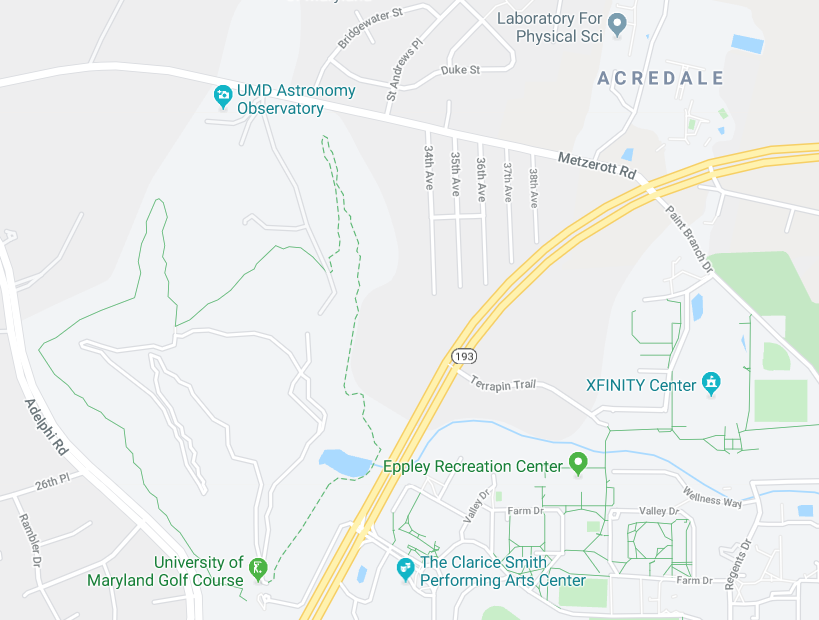 Primary Ln
Bridgewater St
Laboratory For
Physical Sci
St Andrews Pl
Duke St
ACREDALE
UMD Astronomy
Observatory
Metzerott Rd
34th Ave
35th Ave
36th Ave
37th Ave
38th Ave
Paint Branch Dr
193
Terrapin Trail
XFINITY Center
Adelphi Rd
Eppley Recreation Center
26th Pl
Valley Dr
Wellness Way
Farm Dr
Valley Dr
Rambler Dr
Regents Dr
University of
Maryland Golf Course
The Clarice Smith
Performing Arts Center
Farm Dr